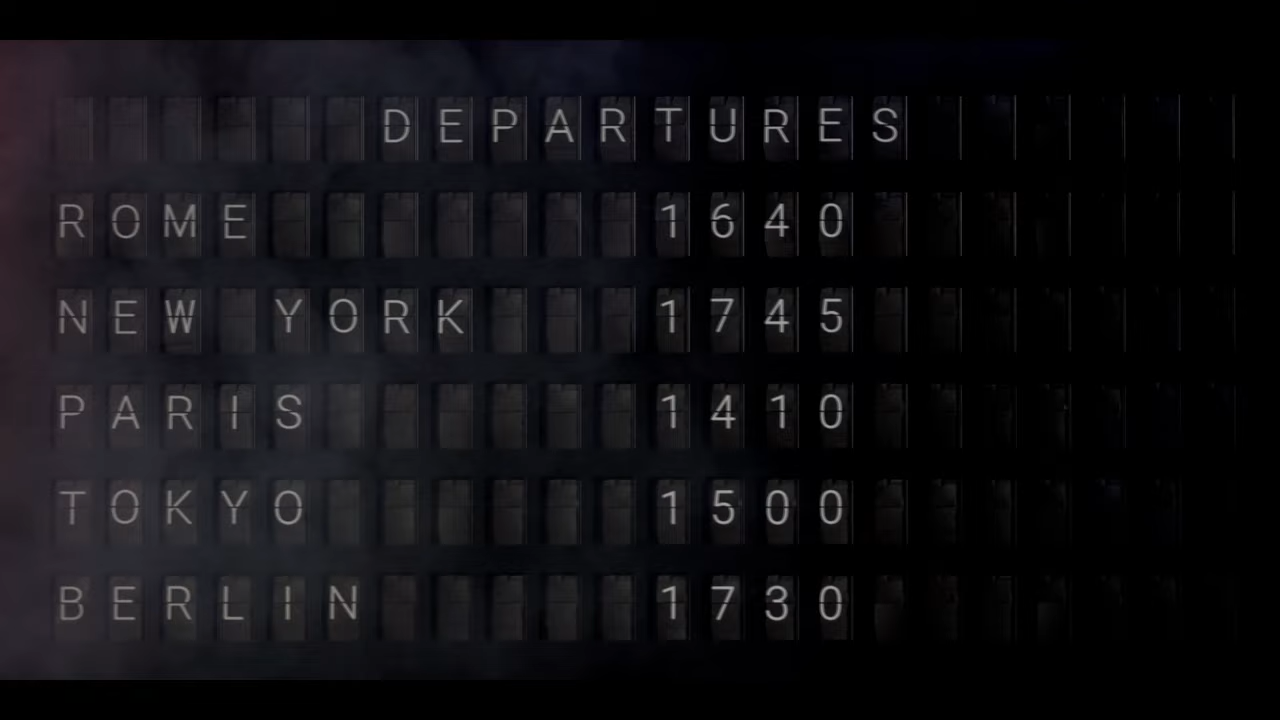 DEPARTURES
ROME 1640
NEW YORK 1745
PARIS 1410
TOKYO 1500
BERLIN 1730